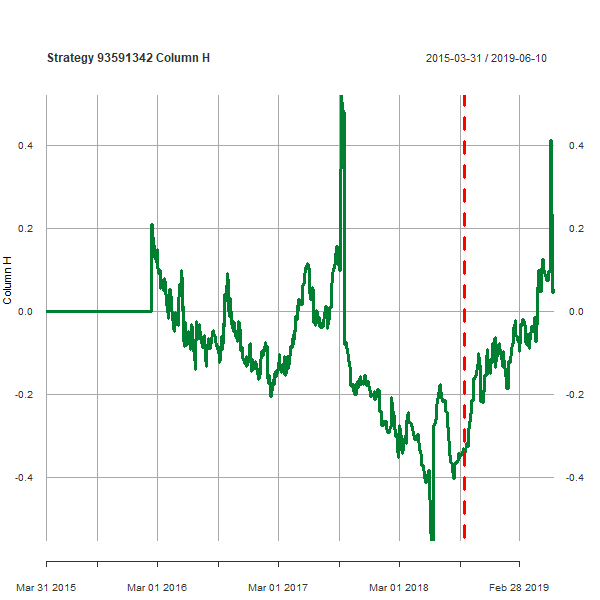 Strategy 93591342 Column H
2015-03-31 / 2019-06-10
Column H
0.4 0.4
0.2 0.2
0.0 0.0
-0.2 -0.2
-0.4 -0.4
Mar 31 2015 Mar 01 2016 Mar 01 2017 Mar 01 2018 Feb 28 2019